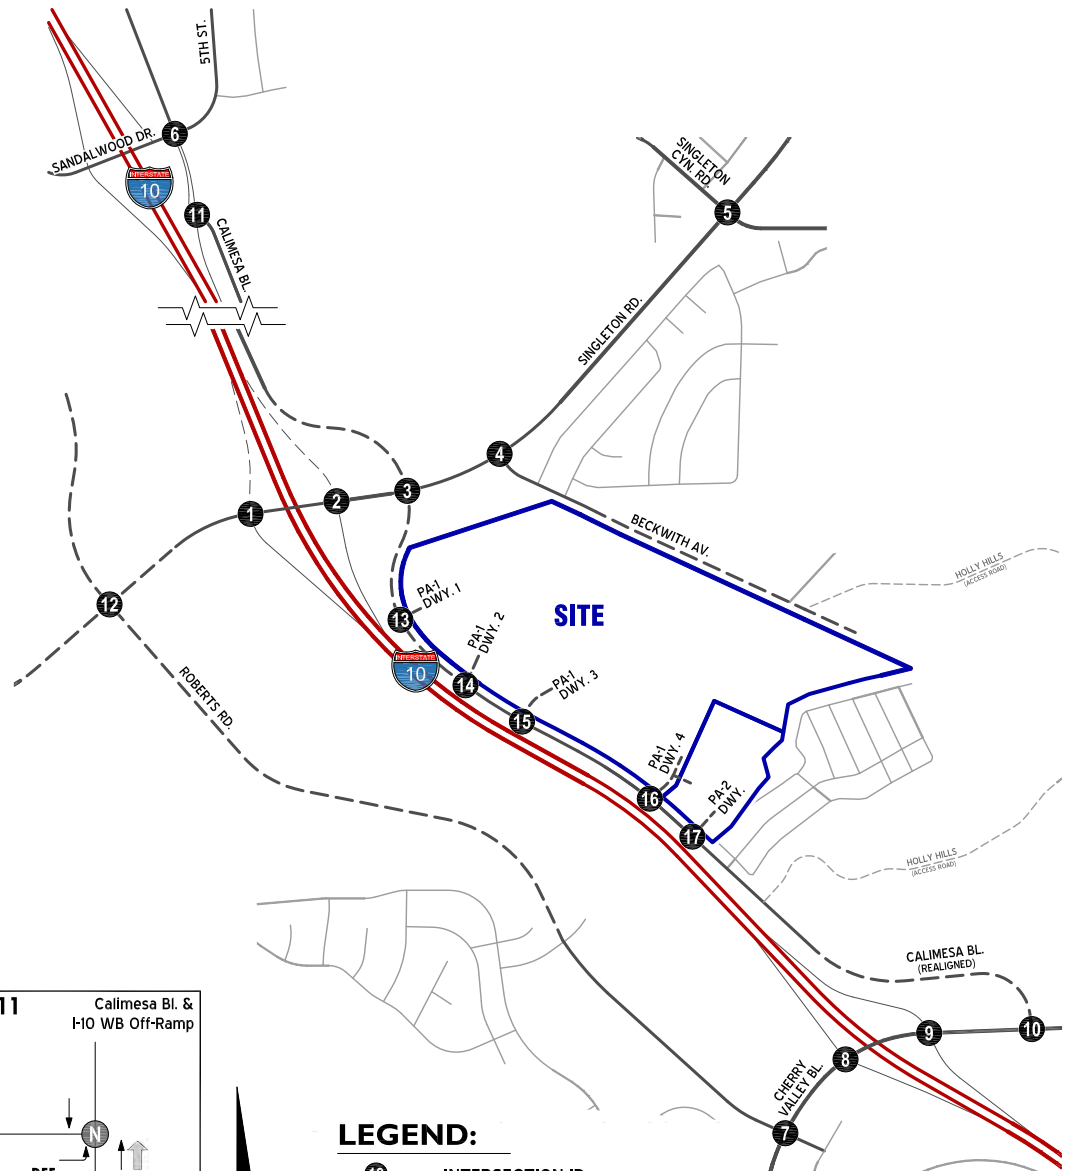 5TH ST.
6
SANDALWOOD DR.
INTERSTATE
10
11
CALIMESA BL.
SINGLETON
CYN. RD.
5
SINGLETON RD.
4
3
2
1
BECKWITH AV.
HOLLY HILLS
(ACCESS ROAD)
12
PA-1
DWY. 1
13
SITE
PA-1
DWY. 2
INTERSTATE
10
14
PA-1
DWY. 3
15
ROBERTS RD.
PA-1
DWY. 4
16
PA-2
DWY.
17
HOLLY HILLS
(ACCESS ROAD)
CALIMESA BL.
(REALIGNED)
9
10
8
CHERRY
VALLEY BL.
7
11
Calimesa Bl. &
I-10 WB Off-Ramp
N
LEGEND:
INTERSECTION ID